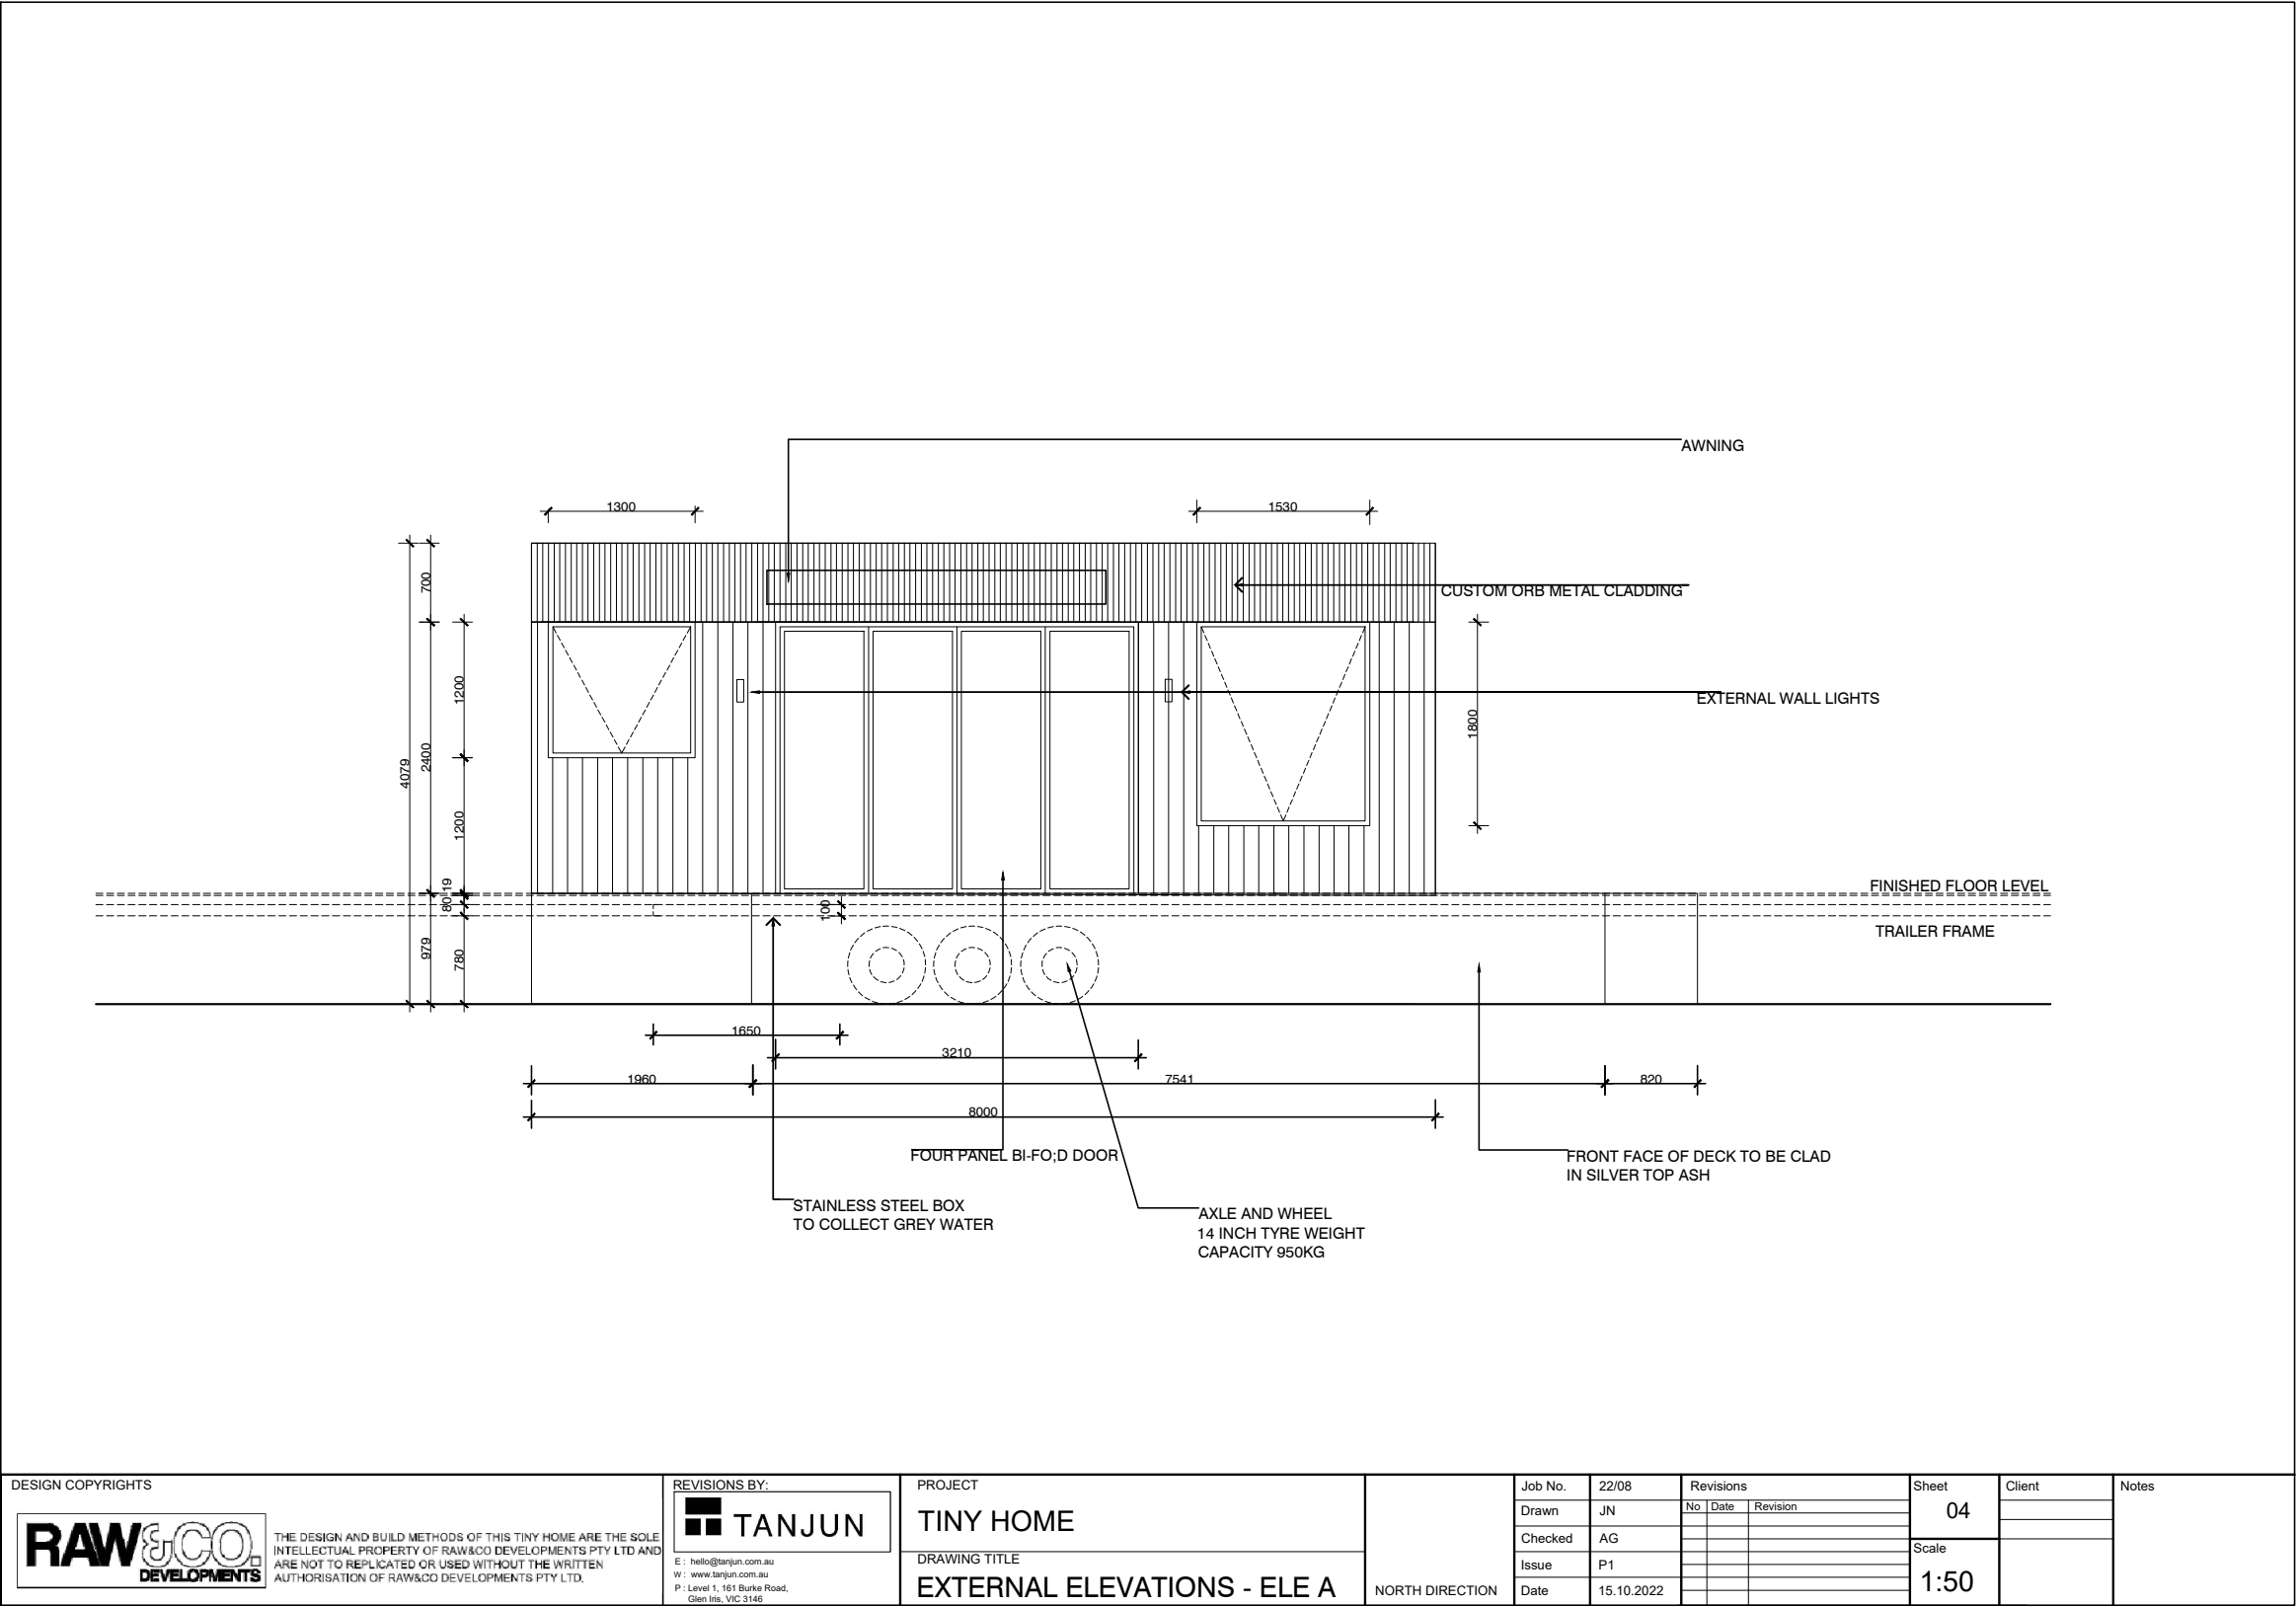 AWNING
1300
1530
700
CUSTOM ORB METAL CLADDING
1200
EXTERNAL WALL LIGHTS
1800
2400
4079
1200
19
80
100
FINISHED FLOOR LEVEL
TRAILER FRAME
979
780
1650
3210
1960
7541
820
8000
FOUR PANEL BI-FO;D DOOR
FRONT FACE OF DECK TO BE CLAD
IN SILVER TOP ASH
STAINLESS STEEL BOX
TO COLLECT GREY WATER
AXLE AND WHEEL
14 INCH TYRE WEIGHT
CAPACITY 950KG
DESIGN COPYRIGHTS
RAW&CO.
DEVELOPMENTS
THE DESIGN AND BUILD METHODS OF THIS TINY HOME ARE THE SOLE
INTELLECTUAL PROPERTY OF RAW&CO DEVELOPMENTS PTY LTD AND
ARE NOT TO REPLICATED OR USED WITHOUT THE WRITTEN
AUTHORISATION OF RAW&CO DEVELOPMENTS PTY LTD.
REVISIONS BY:
TANJUN
E : hello@tanjun.com.au
W : www.tanjun.com.au
P : Level 1, 161 Burke Road,
Glen Iris, VIC 3146
PROJECT
TINY HOME
DRAWING TITLE
EXTERNAL ELEVATIONS - ELE A
NORTH DIRECTION
Job No. 22/08
Drawn JN
Checked AG
Issue P1
Date 15.10.2022
Revisions
No Date Revision
Sheet
04
Scale
1:50
Client
Notes